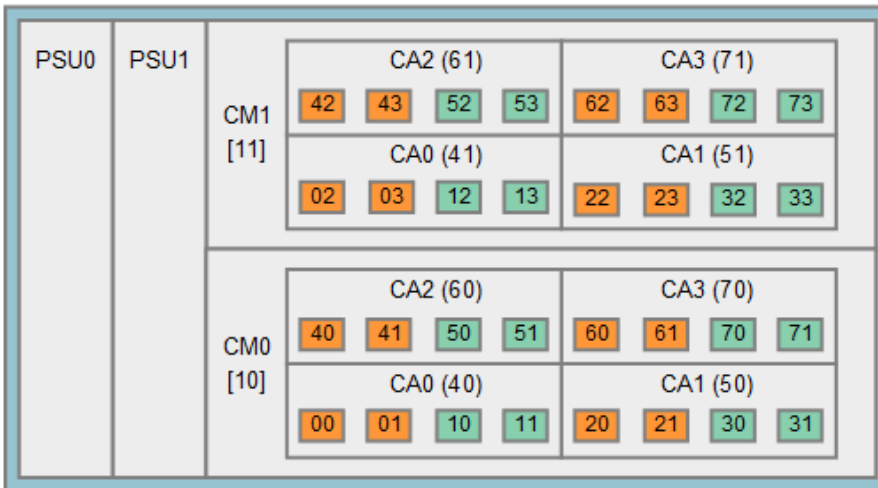 PSU0 PSU1
CM1
[11]
CA2 (61) CA3 (71)
42 43 52 53 62 63 72 73
CA0 (41) CA1 (51)
02 03 12 13 22 23 32 33
CM0
[10]
CA2 (60) CA3 (70)
40 41 50 51 60 61 70 71
CA0 (40) CA1 (50)
00 01 10 11 20 21 30 31